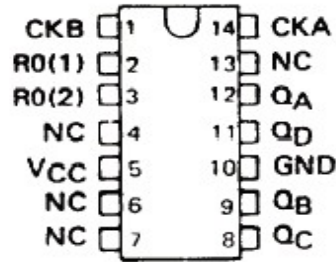 CKB 1 14 CKA
R0(1) 2 13 NC
R0(2) 3 12 QA
NC 4 11 QD
VCC 5 10 GND
NC 6 9 QB
NC 7 8 QC